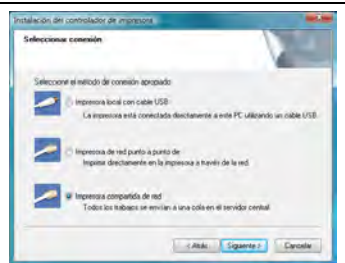 Instalación del controlador de impresora
Seleccionar conexión
Seleccione el método de conexión apropiado
Impresora local con cable USB
La impresora está conectada directamente a este PC utilizando un cable USB.
Impresora de red punto a punto de
Imprimir directamente en la impresora a través de la red.
Impresora compartida de red
Todos los trabajos se envían a una cola en el servidor central.
< Atrás
Siguiente >
Cancelar